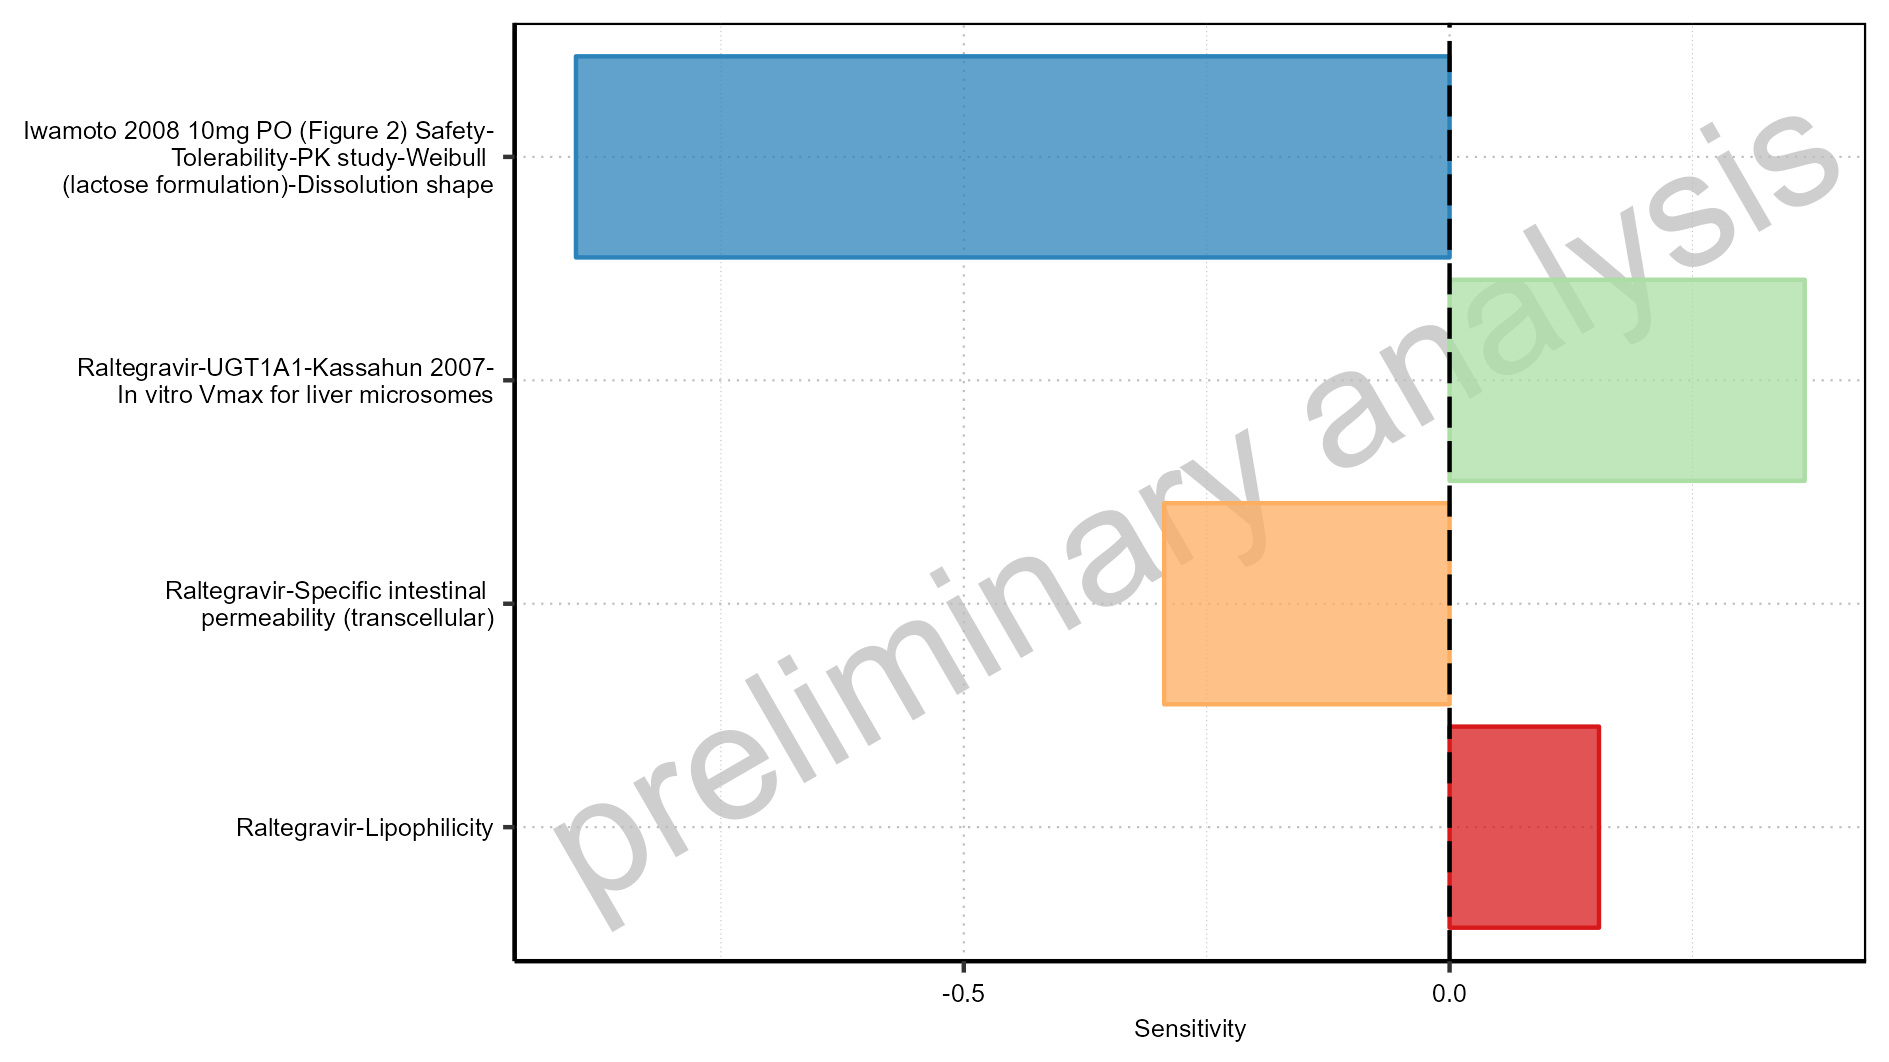 Iwamoto 2008 10mg PO (Figure 2) Safety-
Tolerability-PK study-Weibull
(lactose formulation)-Dissolution shape
Raltegravir-UGT1A1-Kassahun 2007-
In vitro Vmax for liver microsomes
Raltegravir-Specific intestinal
permeability (transcellular)
Raltegravir-Lipophilicity
preliminary analysis
-0.5
0.0
Sensitivity